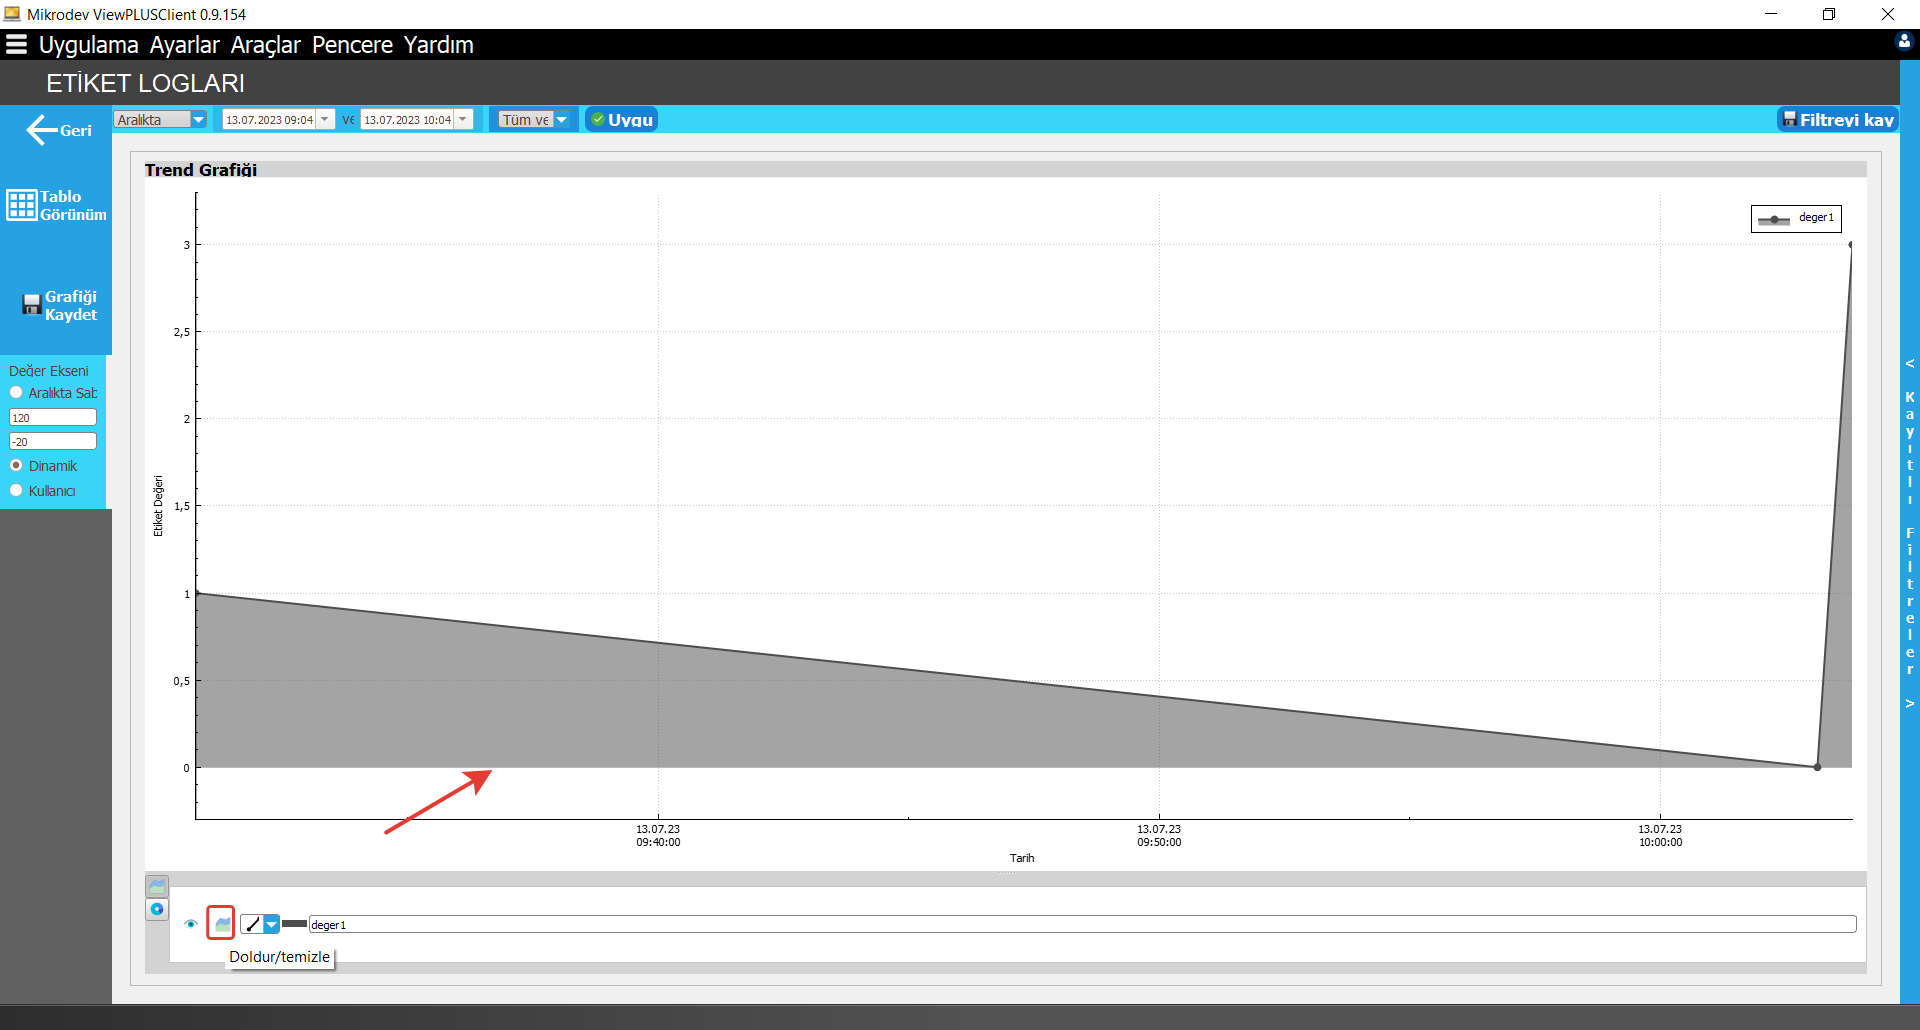 Mikrodev ViewPLUSClient 0.9.154
Uygulama Ayarlar Araçlar Pencere Yardım
ETİKET LOGLARI
Geri
Aralıkta 13.07.2023 09:04 ve 13.07.2023 10:04 Tüm ve Uygu Filtreyi kay
Tablo
Görünüm
Grafiği
Kaydet
Değer Ekseni
Aralıkta Sab
120
-20
Dinamik
Kullanıcı
Trend Grafiği
deger1
3
2,5
2
1,5
1
0,5
0
Etiket Değeri
13.07.23
09:40:00
13.07.23
09:50:00
13.07.23
10:00:00
Tarih
deger1
Doldur/temizle
< Kayıtlı Filtreler >